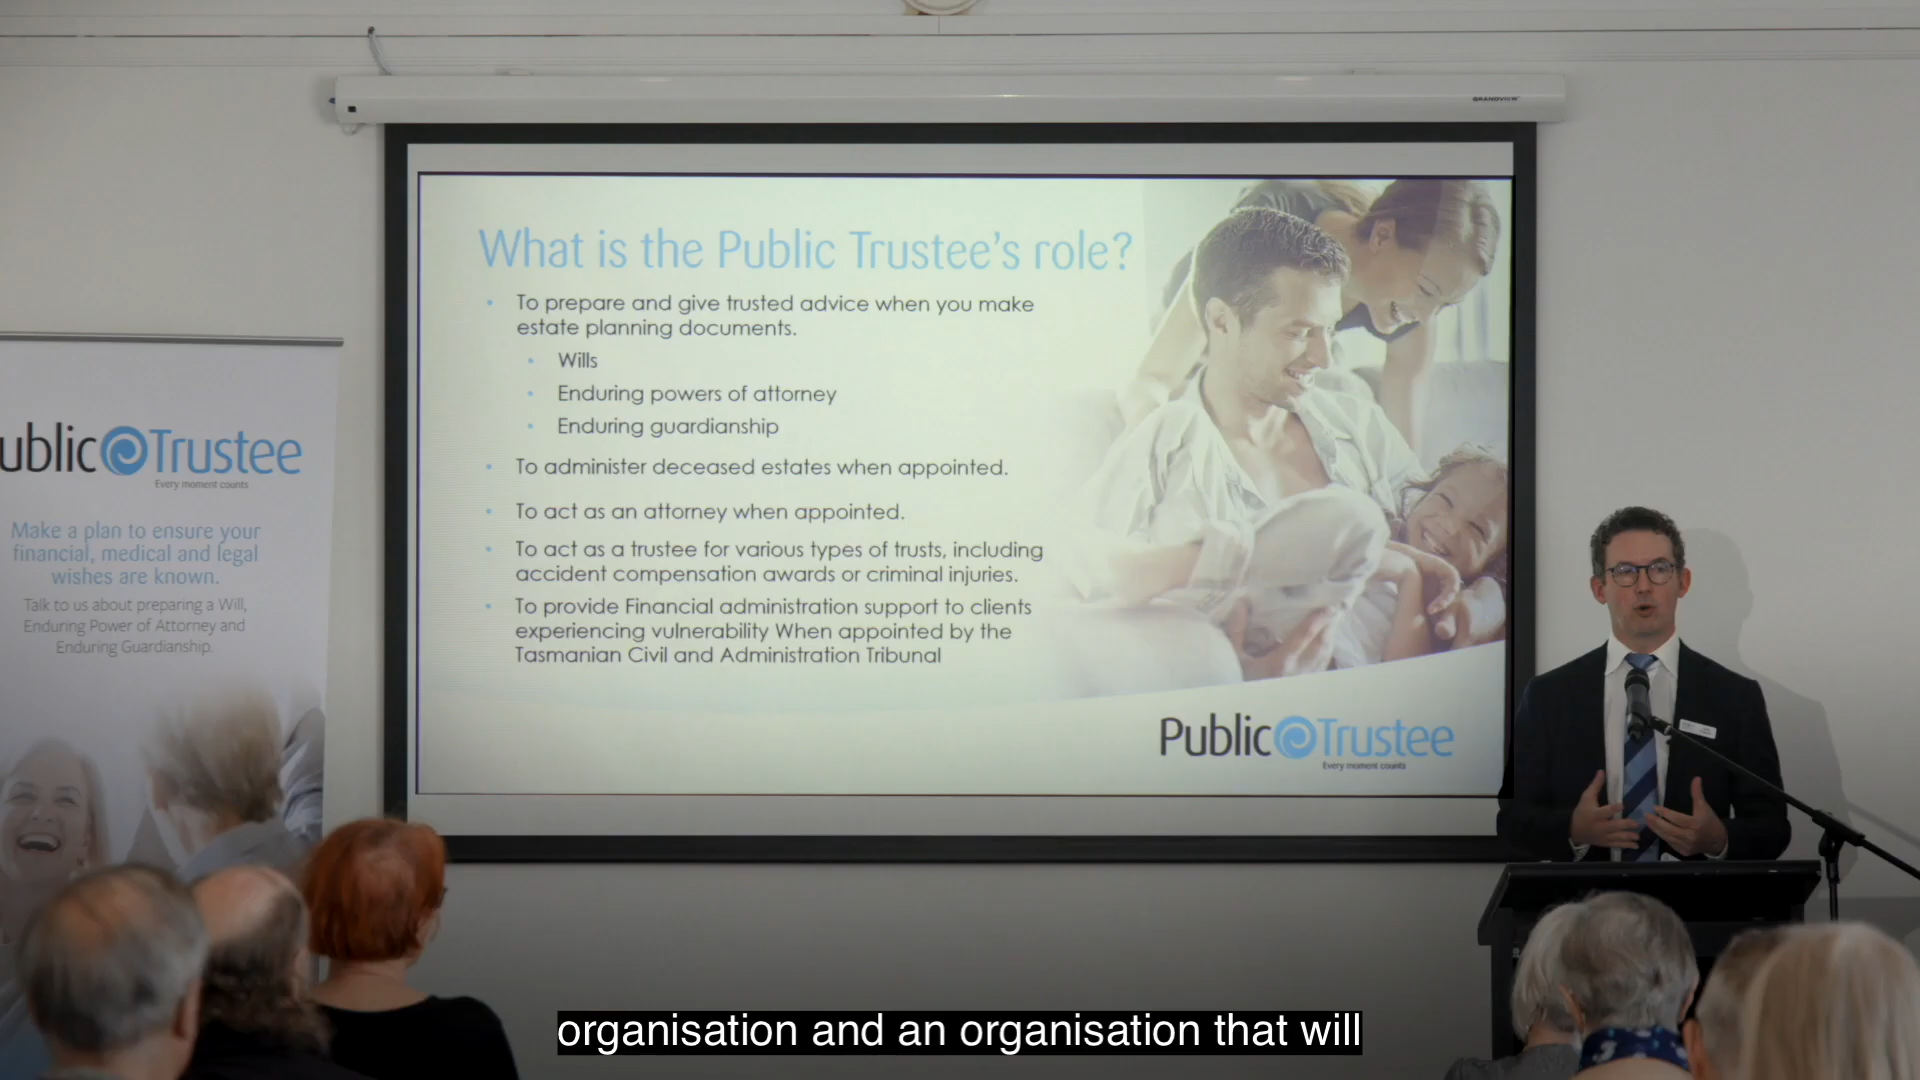 GRANDVIEW
What is the Public Trustee's role?
• To prepare and give trusted advice when you make
estate planning documents.
• Wills
• Enduring powers of attorney
• Enduring guardianship
• To administer deceased estates when appointed.
• To act as an attorney when appointed.
• To act as a trustee for various types of trusts, including
accident compensation awards or criminal injuries.
• To provide Financial administration support to clients
experiencing vulnerability When appointed by the
Tasmanian Civil and Administration Tribunal
Public Trustee
Every moment counts
ublic Trustee
Every moment counts
Make a plan to ensure your
financial, medical and legal
wishes are known.
Talk to us about preparing a Will,
Enduring Power of Attorney and
Enduring Guardianship.
organisation and an organisation that will